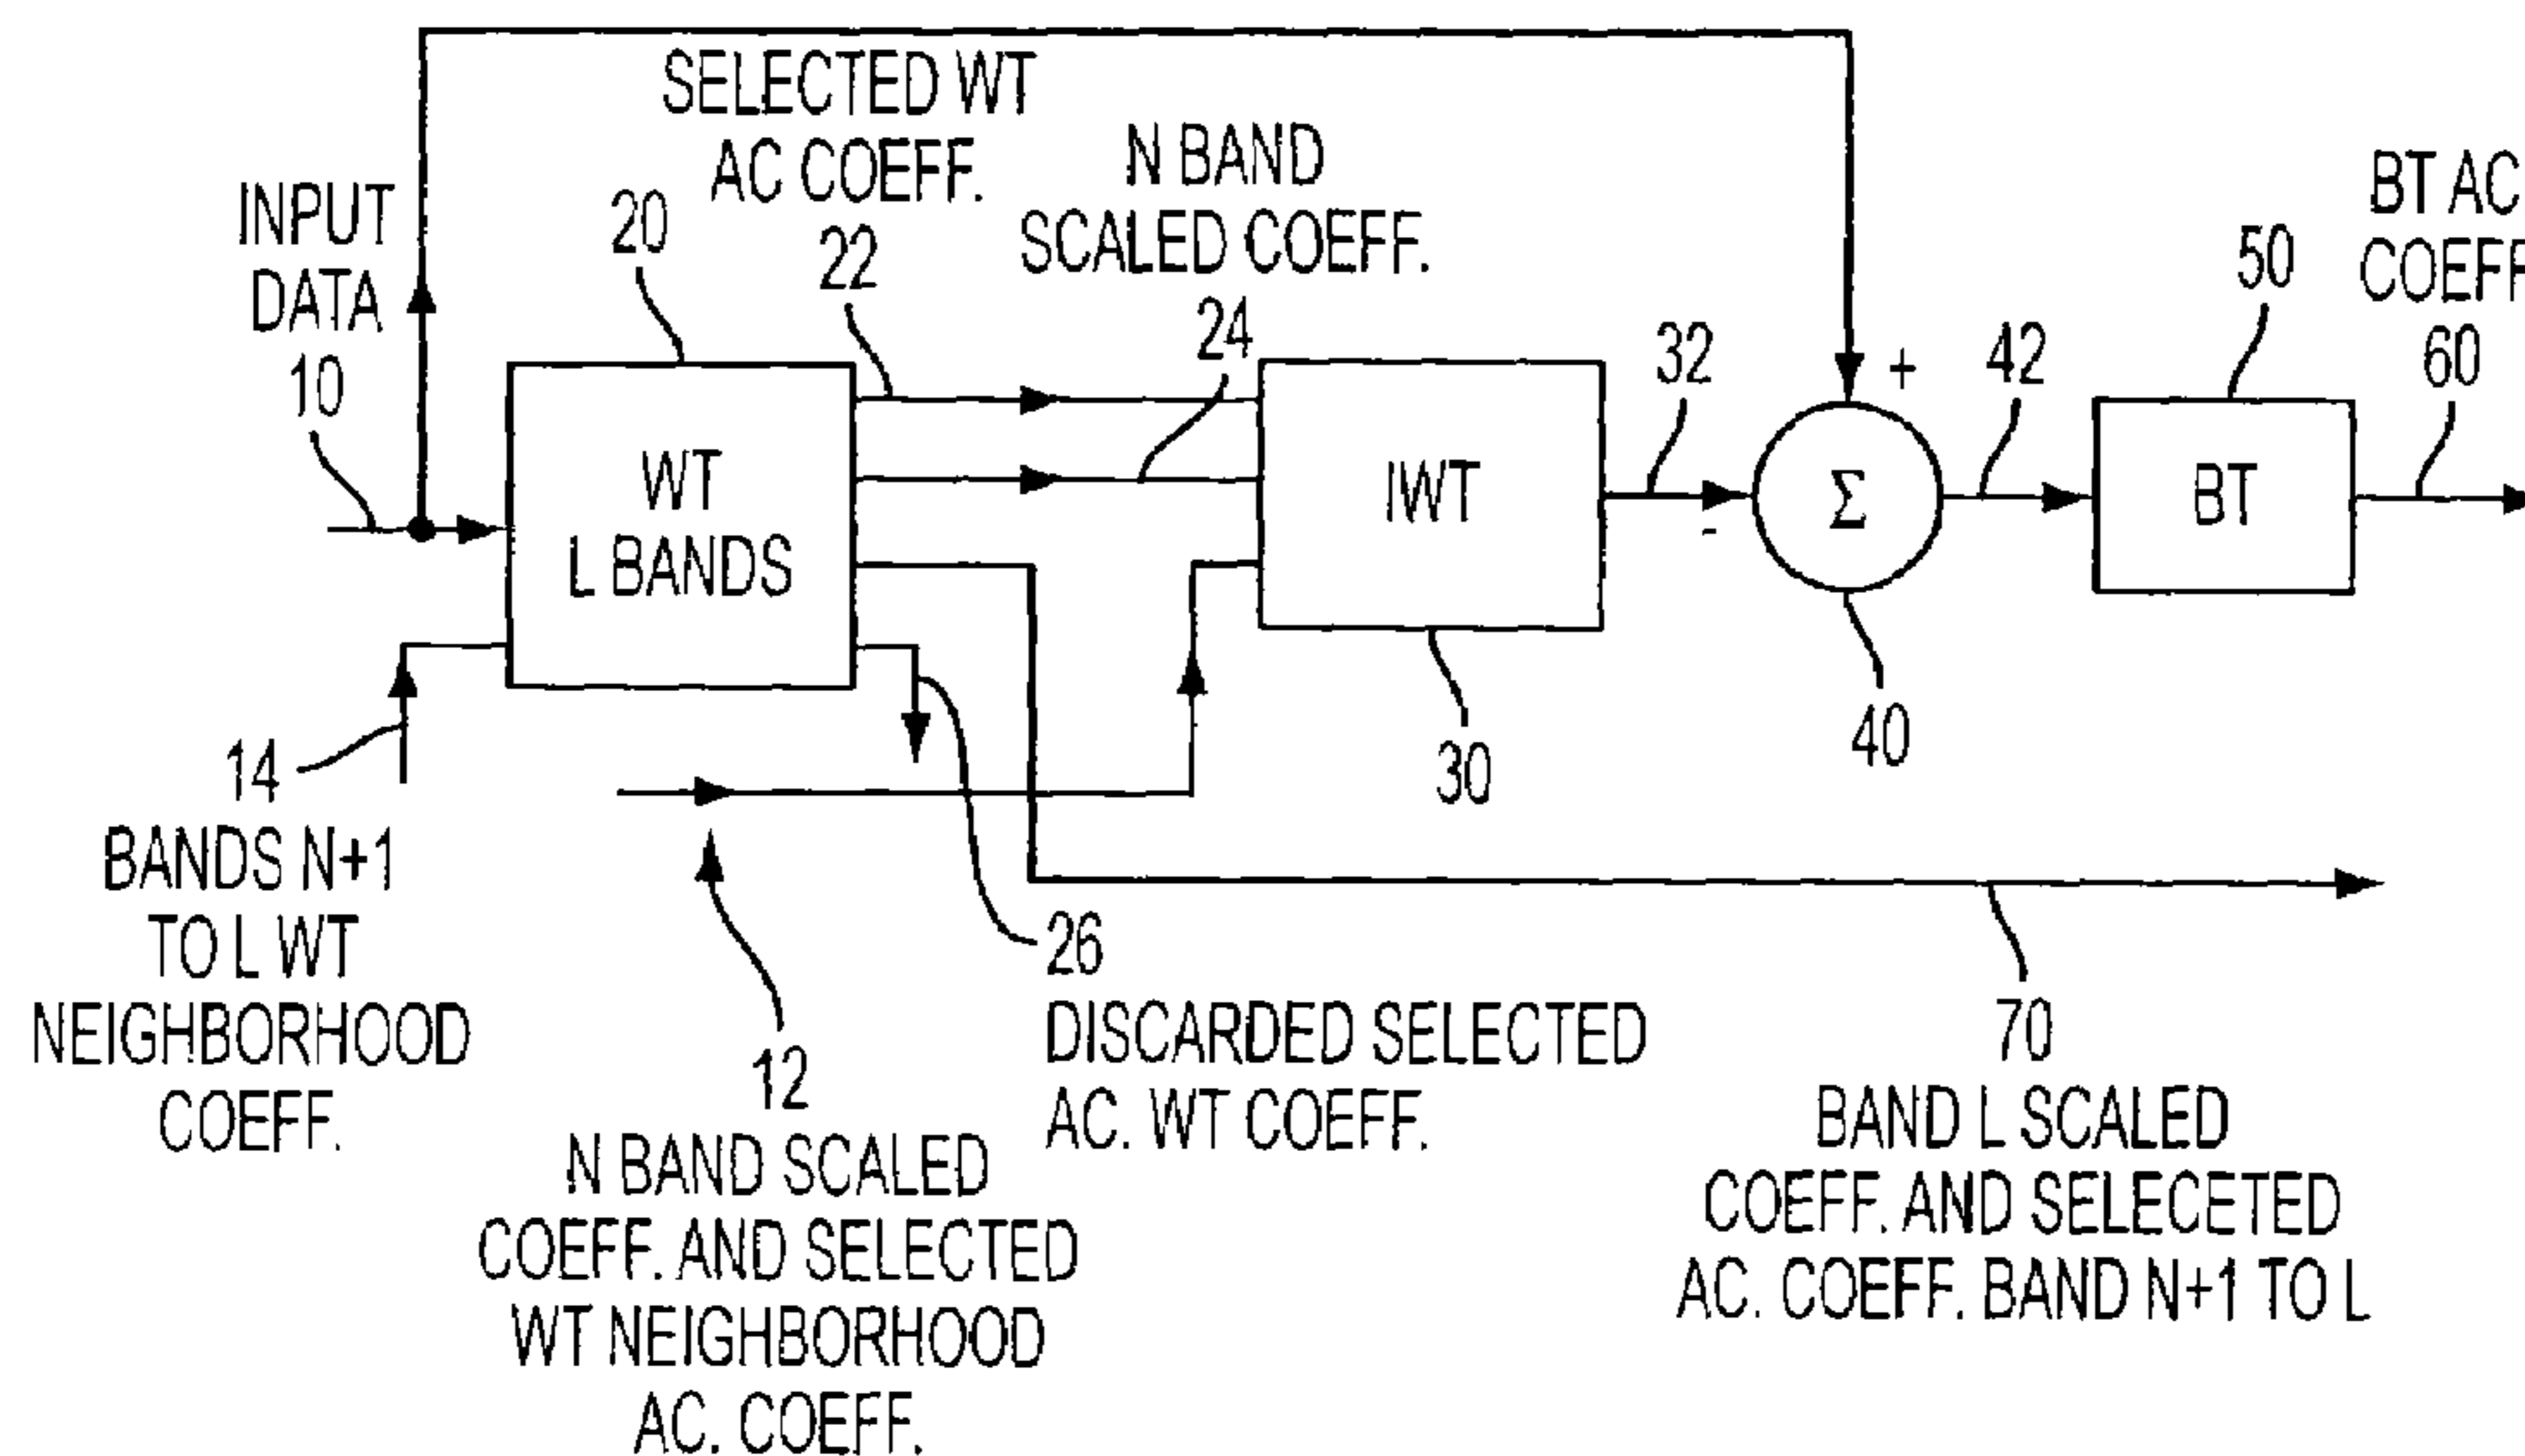 INPUT
DATA
10
20
SELECTED WT
AC COEFF.
22
N BAND
SCALED COEFF.
24
WT
L BANDS
IWT
30
32
+
-
Σ
40
42
50
BT
BT AC
COEFF
60
14
BANDS N+1
TO L WT
NEIGHBORHOOD
COEFF.
12
N BAND SCALED
COEFF. AND SELECTED
WT NEIGHBORHOOD
AC. COEFF.
26
DISCARDED SELECTED
AC. WT COEFF.
70
BAND L SCALED
COEFF. AND SELECETED
AC. COEFF. BAND N+1 TO L